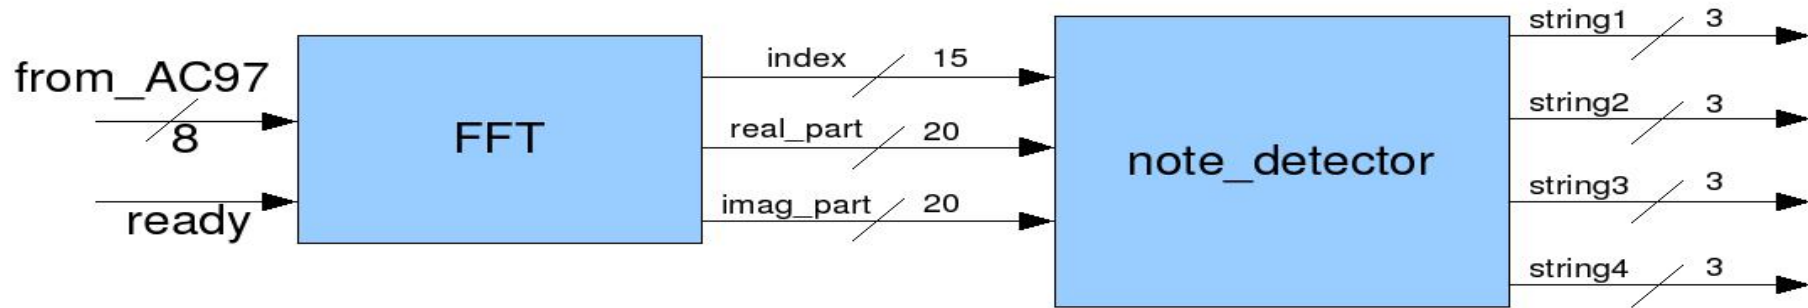 from_AC97
8
ready
FFT
index 15
real_part 20
imag_part 20
note_detector
string1 3
string2 3
string3 3
string4 3